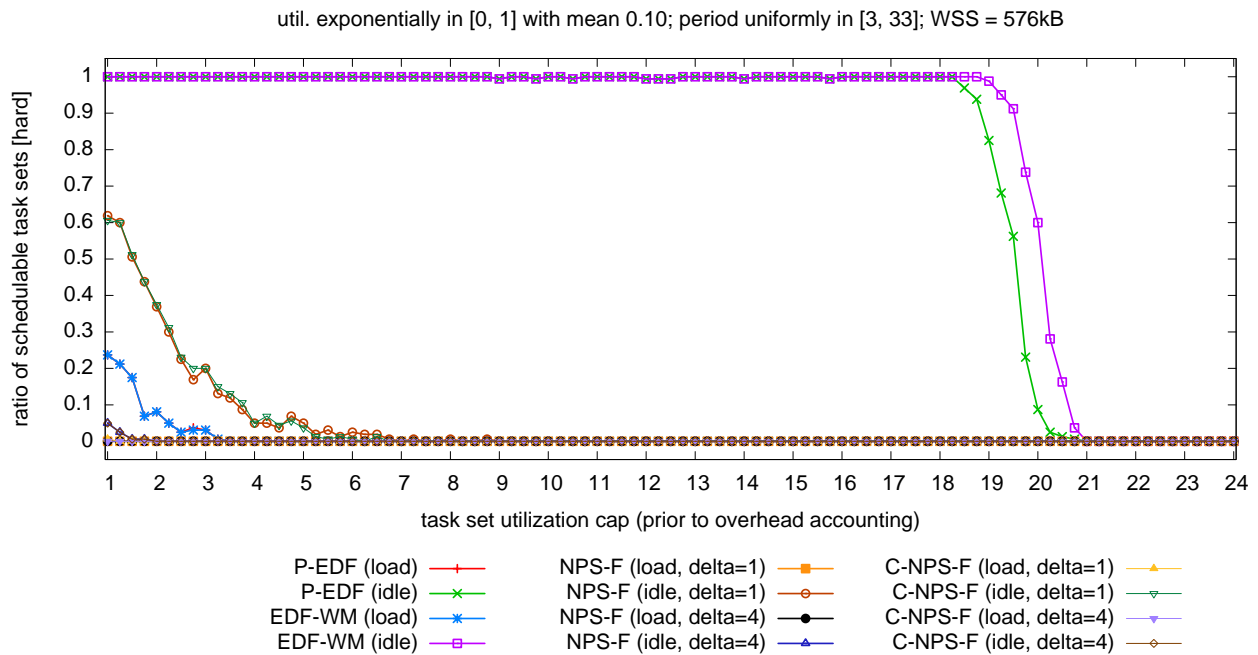 util. exponentially in [0, 1] with mean 0.10; period uniformly in [3, 33]; WSS = 576kB
ratio of schedulable task sets [hard]
1
0.9
0.8
0.7
0.6
0.5
0.4
0.3
0.2
0.1
0
1 2 3 4 5 6 7 8 9 10 11 12 13 14 15 16 17 18 19 20 21 22 23 24
task set utilization cap (prior to overhead accounting)
P-EDF (load) NPS-F (load, delta=1) C-NPS-F (load, delta=1)
P-EDF (idle) NPS-F (idle, delta=1) C-NPS-F (idle, delta=1)
EDF-WM (load) NPS-F (load, delta=4) C-NPS-F (load, delta=4)
EDF-WM (idle) NPS-F (idle, delta=4) C-NPS-F (idle, delta=4)